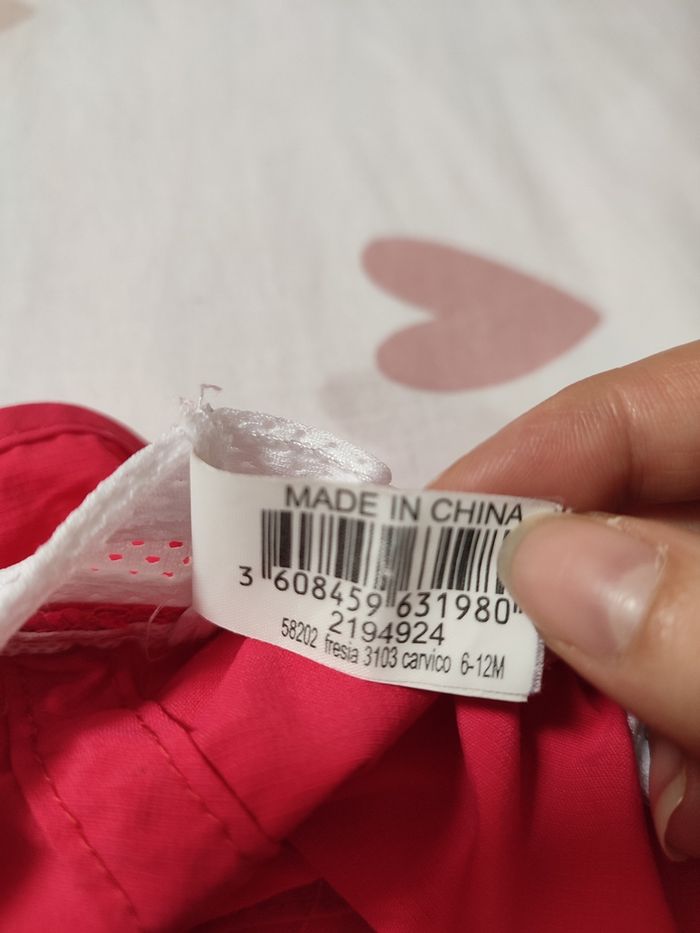 MADE IN CHINA
3 608459 631980
2194924
58202 fresia 3103 carvico 6-12M